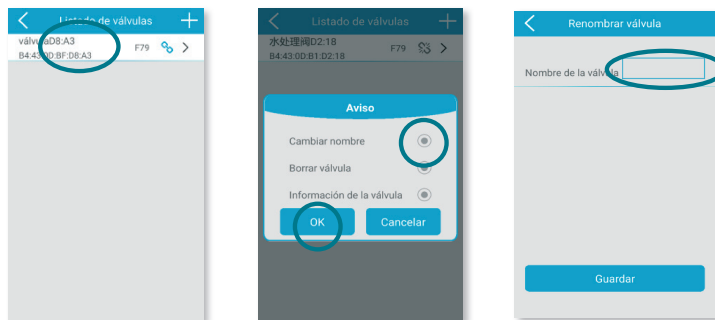 Listado de válvulas
válvulaD8:A3
F79
B4:43:0D:BF:D8:A3
Listado de válvulas
水处理阀D2:18
F79
B4:43:0D:B1:D2:18
Aviso
Cambiar nombre
Borrar válvula
Información de la válvula
OK
Cancelar
Renombrar válvula
Nombre de la válvula
Guardar